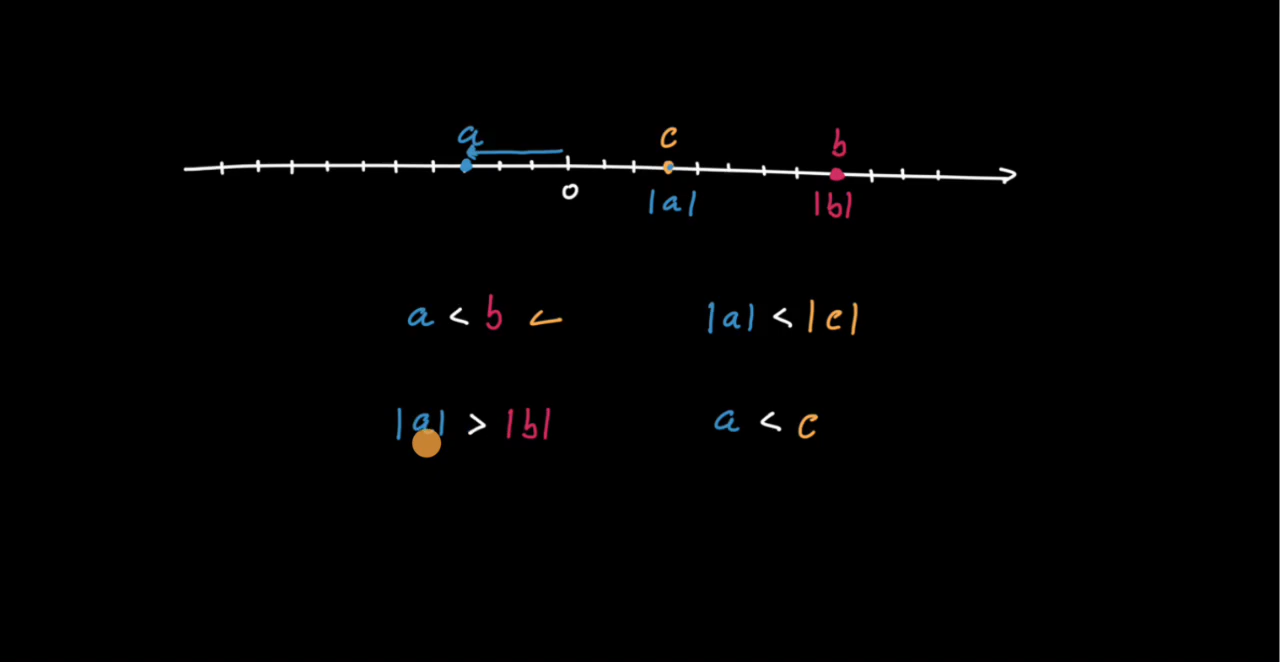 a c b
0 |a| |b|
a < b |a| < |c|
|a| > |b| a < c